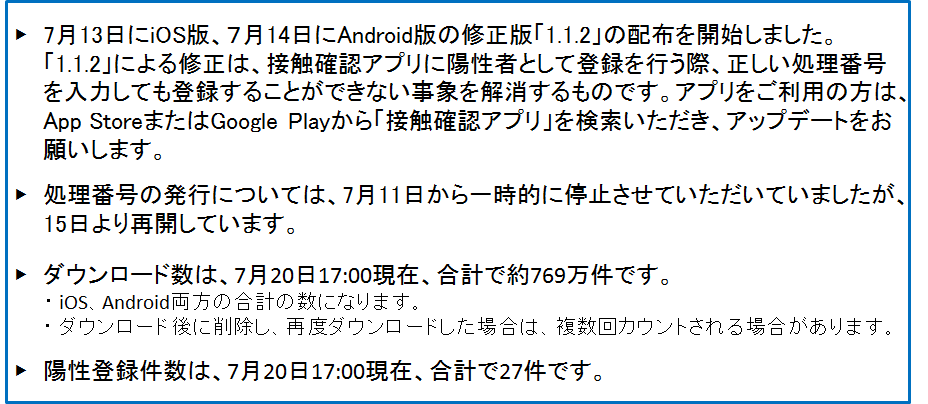 ▶ 7月13日にiOS版、７月14日にAndroid版の修正版「1.1.2」の配布を開始しました。
「1.1.2」による修正は、接触確認アプリに陽性者として登録を行う際、正しい処理番号
を入力しても登録することができない事象を解消するものです。アプリをご利用の方は、
App StoreまたはGoogle Playから「接触確認アプリ」を検索いただき、アップデートをお
願いします。
▶ 処理番号の発行については、7月11日から一時的に停止させていただいていましたが、
15日より再開しています。
▶ ダウンロード数は、7月20日17:00現在、合計で約769万件です。
・iOS、Android両方の合計の数になります。
・ダウンロード後に削除し、再度ダウンロードした場合は、複数回カウントされる場合があります。
▶ 陽性登録件数は、7月20日17:00現在、合計で27件です。